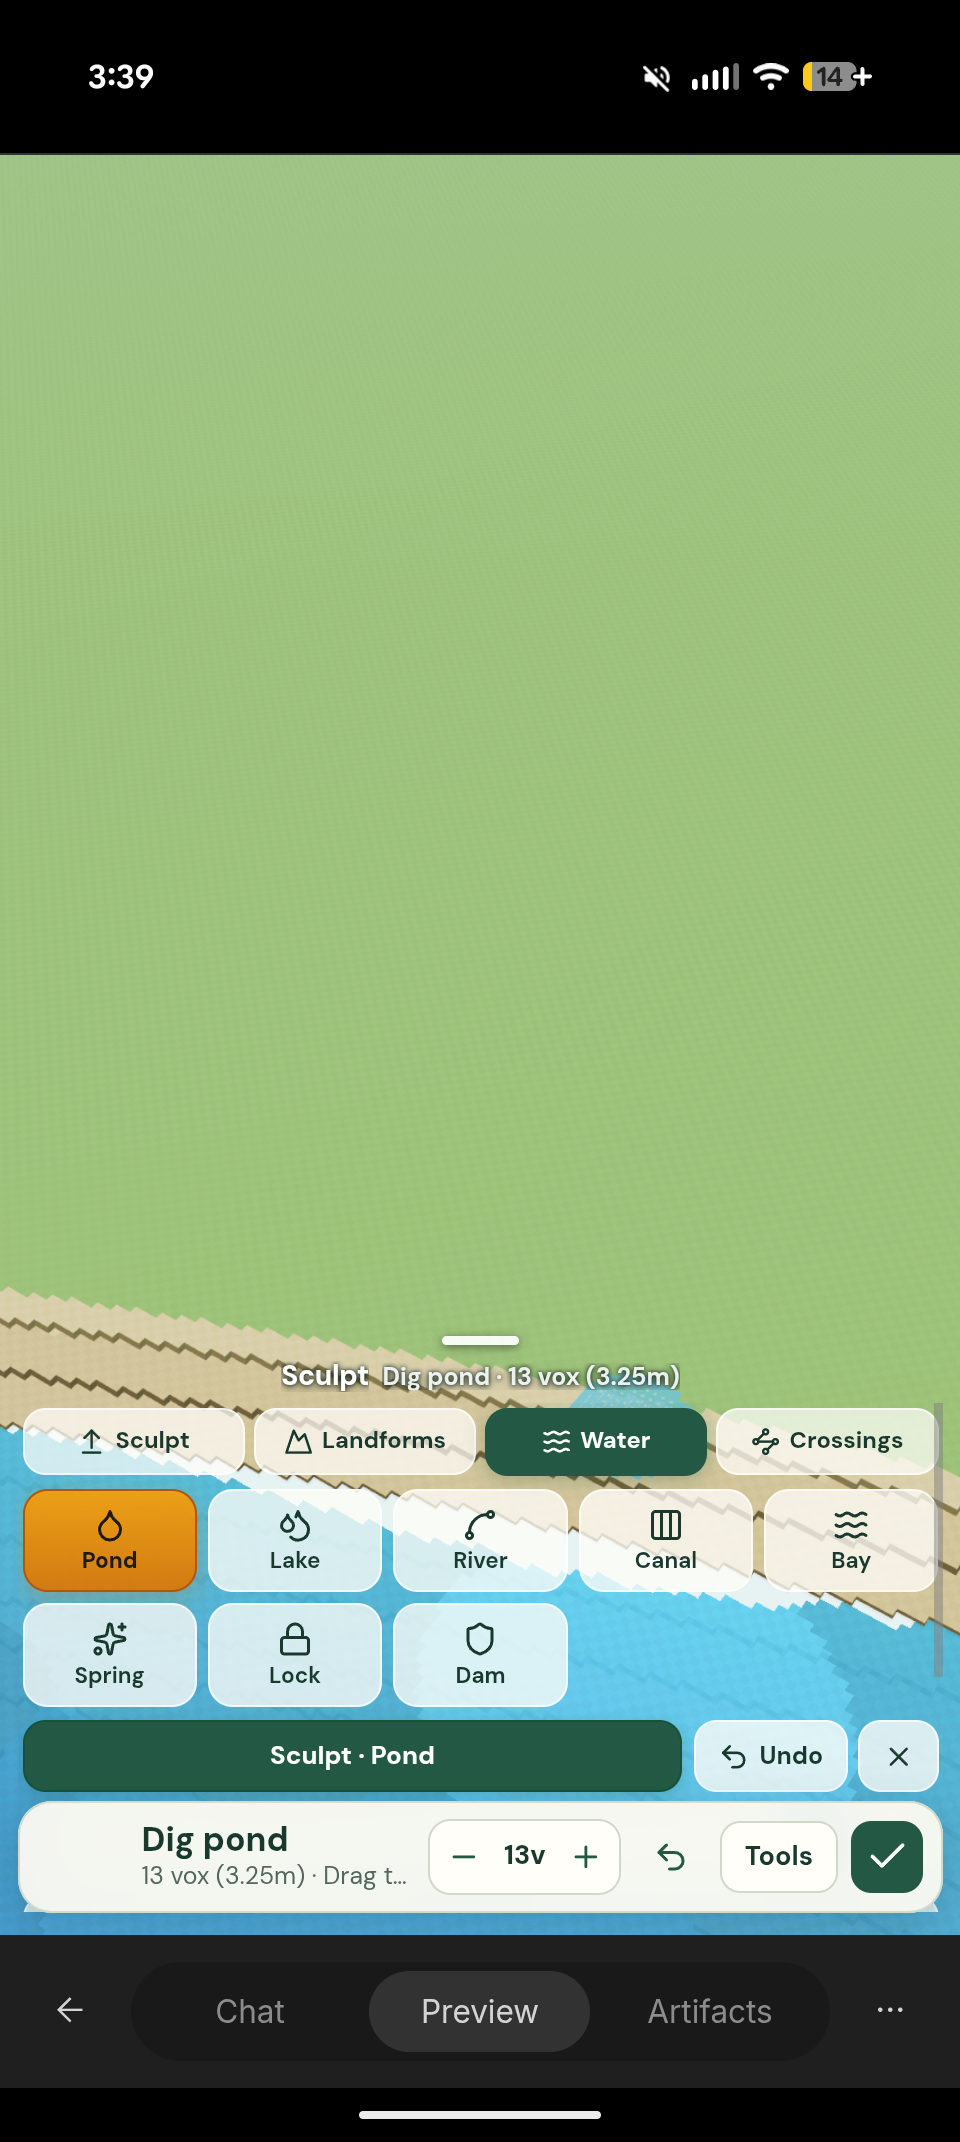 3:39
14
Sculpt Dig pond · 13 vox (3.25m)
Sculpt Landforms Water Crossings
Pond Lake River Canal Bay
Spring Lock Dam
Sculpt · Pond Undo
Dig pond
13 vox (3.25m) · Drag t...
13v
Tools
Chat Preview Artifacts